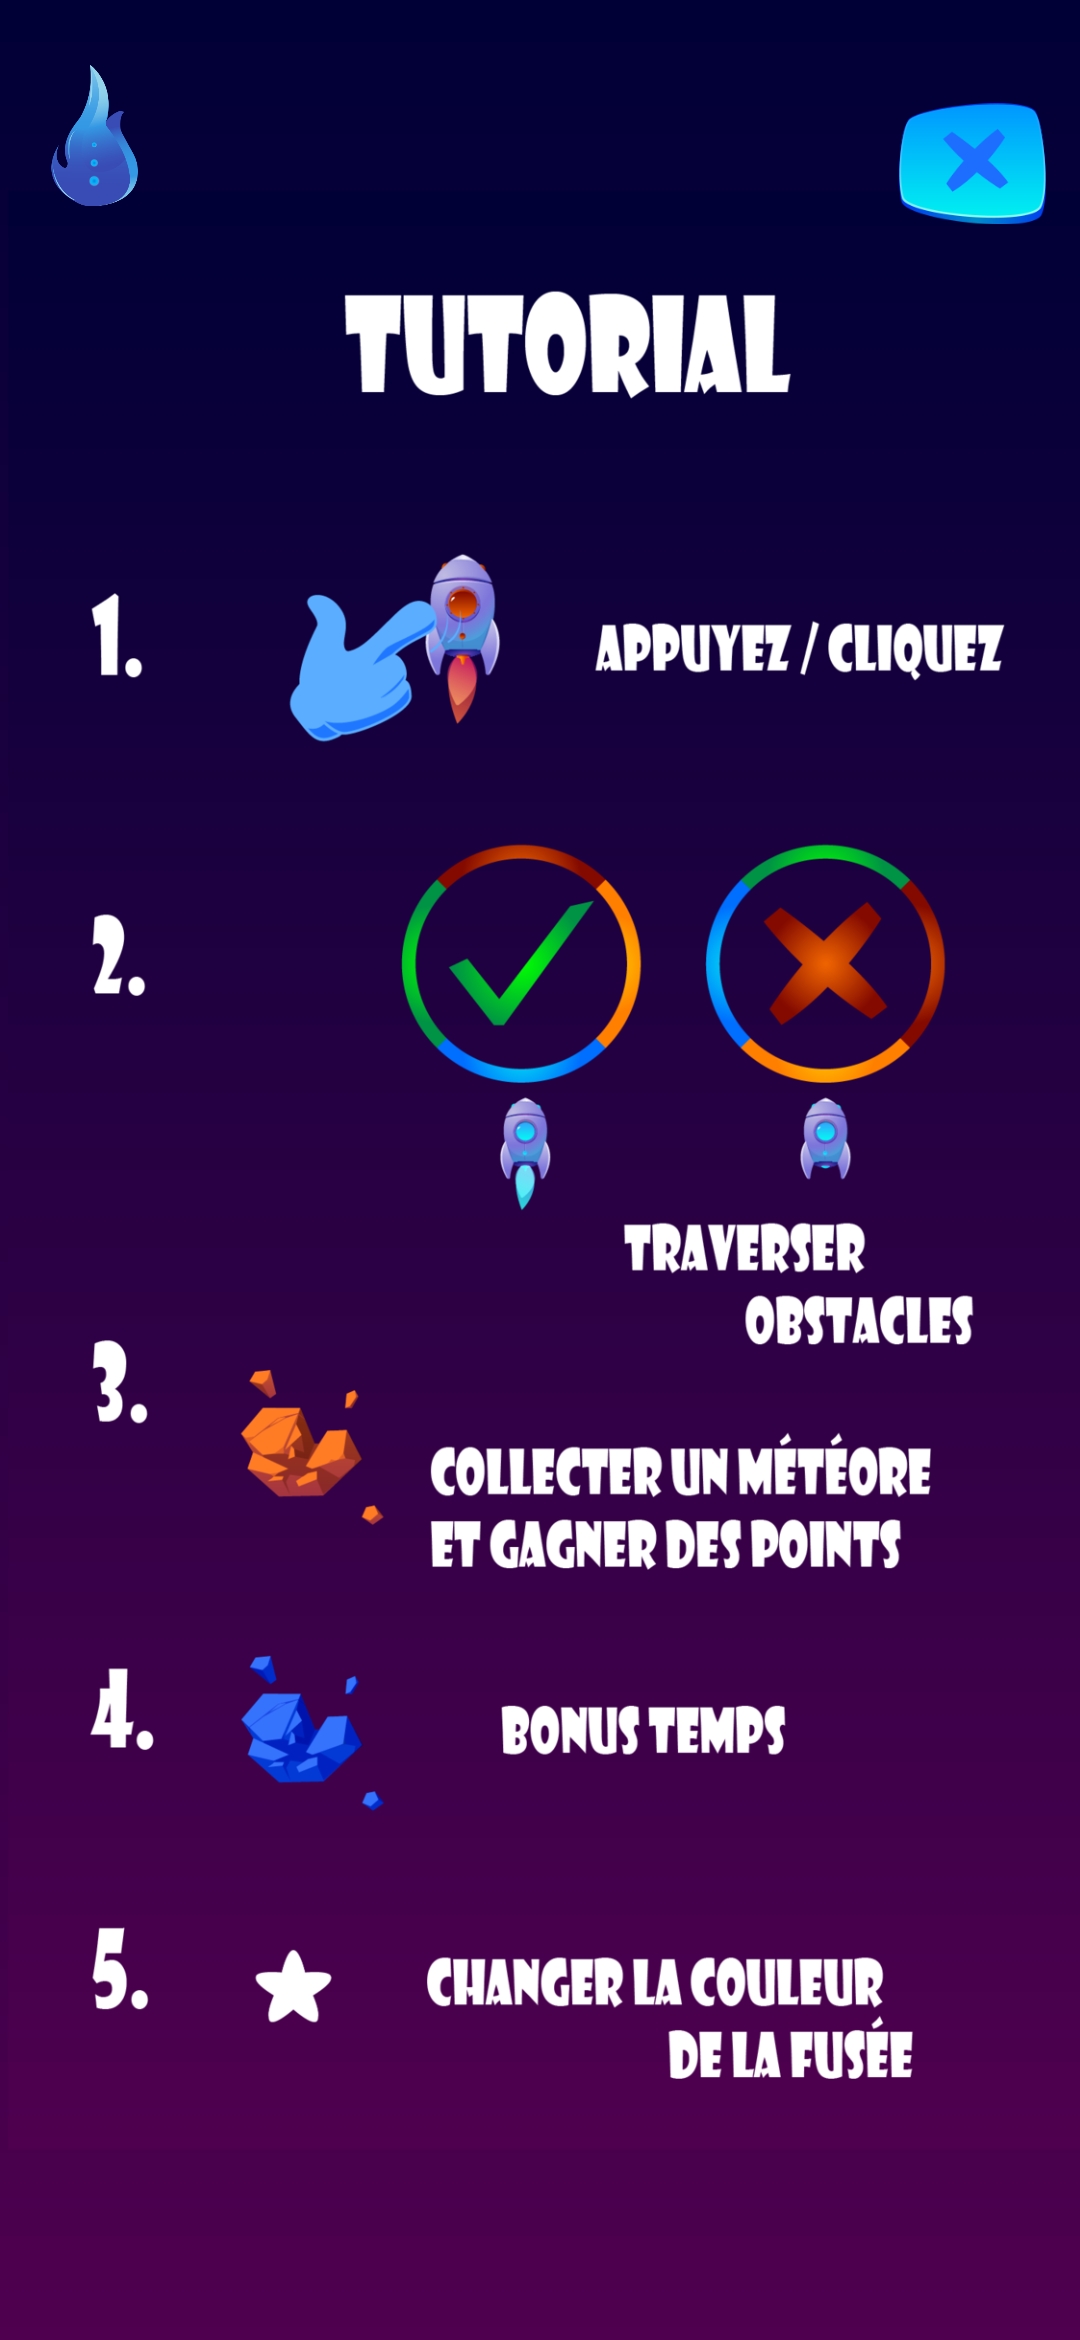 TUTORIAL
1.
APPUYEZ / CLIQUEZ
2.
TRAVERSER
OBSTACLES
3.
COLLECTER UN MÉTÉORE
ET GAGNER DES POINTS
4.
BONUS TEMPS
5.
CHANGER LA COULEUR
DE LA FUSÉE